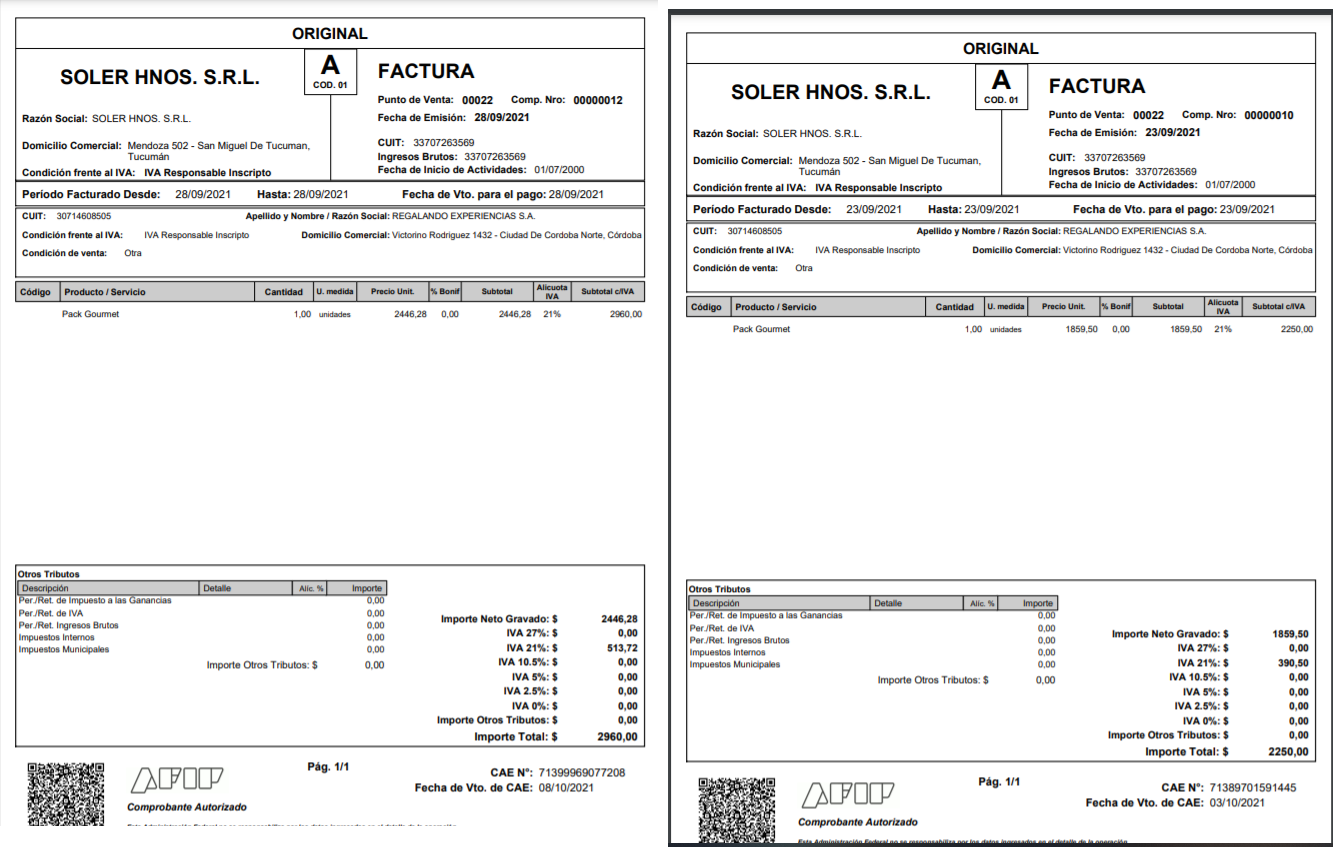 ORIGINAL
SOLER HNOS. S.R.L.
A
COD. 01
FACTURA
Punto de Venta: 00022 Comp. Nro: 00000012
Fecha de Emisión: 28/09/2021
Razón Social: SOLER HNOS. S.R.L.
Domicilio Comercial: Mendoza 502 - San Miguel De Tucuman,
Tucumán
Condición frente al IVA: IVA Responsable Inscripto
CUIT: 33707263569
Ingresos Brutos: 33707263569
Fecha de Inicio de Actividades: 01/07/2000
Período Facturado Desde: 28/09/2021 Hasta: 28/09/2021 Fecha de Vto. para el pago: 28/09/2021
CUIT: 30714608505 Apellido y Nombre / Razón Social: REGALANDO EXPERIENCIAS S.A.
Condición frente al IVA: IVA Responsable Inscripto Domicilio Comercial: Victorino Rodriguez 1432 - Ciudad De Cordoba Norte, Córdoba
Condición de venta: Otra
Código Producto / Servicio Cantidad U. medida Precio Unit. % Bonif Subtotal Alicuota IVA Subtotal c/IVA
Pack Gourmet 1,00 unidades 2446,28 0,00 2446,28 21% 2960,00
Otros Tributos
Descripción Detalle Alíc. % Importe
Per./Ret. de Impuesto a las Ganancias 0,00
Per./Ret. de IVA 0,00
Per./Ret. Ingresos Brutos 0,00
Impuestos Internos 0,00
Impuestos Municipales 0,00
Importe Otros Tributos: $ 0,00
Importe Neto Gravado: $ 2446,28
IVA 27%: $ 0,00
IVA 21%: $ 513,72
IVA 10.5%: $ 0,00
IVA 5%: $ 0,00
IVA 2.5%: $ 0,00
IVA 0%: $ 0,00
Importe Otros Tributos: $ 0,00
Importe Total: $ 2960,00
AFIP
Comprobante Autorizado
Pág. 1/1
CAE N°: 71399969077208
Fecha de Vto. de CAE: 08/10/2021
Esta Administración Federal no se responsabiliza por los datos ingresados en el detalle de la operación
ORIGINAL
SOLER HNOS. S.R.L.
A
COD. 01
FACTURA
Punto de Venta: 00022 Comp. Nro: 00000010
Fecha de Emisión: 23/09/2021
Razón Social: SOLER HNOS. S.R.L.
Domicilio Comercial: Mendoza 502 - San Miguel De Tucuman,
Tucumán
Condición frente al IVA: IVA Responsable Inscripto
CUIT: 33707263569
Ingresos Brutos: 33707263569
Fecha de Inicio de Actividades: 01/07/2000
Período Facturado Desde: 23/09/2021 Hasta: 23/09/2021 Fecha de Vto. para el pago: 23/09/2021
CUIT: 30714608505 Apellido y Nombre / Razón Social: REGALANDO EXPERIENCIAS S.A.
Condición frente al IVA: IVA Responsable Inscripto Domicilio Comercial: Victorino Rodriguez 1432 - Ciudad De Cordoba Norte, Córdoba
Condición de venta: Otra
Código Producto / Servicio Cantidad U. medida Precio Unit. % Bonif Subtotal Alicuota IVA Subtotal c/IVA
Pack Gourmet 1,00 unidades 1859,50 0,00 1859,50 21% 2250,00
Otros Tributos
Descripción Detalle Alíc. % Importe
Per./Ret. de Impuesto a las Ganancias 0,00
Per./Ret. de IVA 0,00
Per./Ret. Ingresos Brutos 0,00
Impuestos Internos 0,00
Impuestos Municipales 0,00
Importe Otros Tributos: $ 0,00
Importe Neto Gravado: $ 1859,50
IVA 27%: $ 0,00
IVA 21%: $ 390,50
IVA 10.5%: $ 0,00
IVA 5%: $ 0,00
IVA 2.5%: $ 0,00
IVA 0%: $ 0,00
Importe Otros Tributos: $ 0,00
Importe Total: $ 2250,00
AFIP
Comprobante Autorizado
Pág. 1/1
CAE N°: 71389701591445
Fecha de Vto. de CAE: 03/10/2021
Esta Administración Federal no se responsabiliza por los datos ingresados en el detalle de la operación